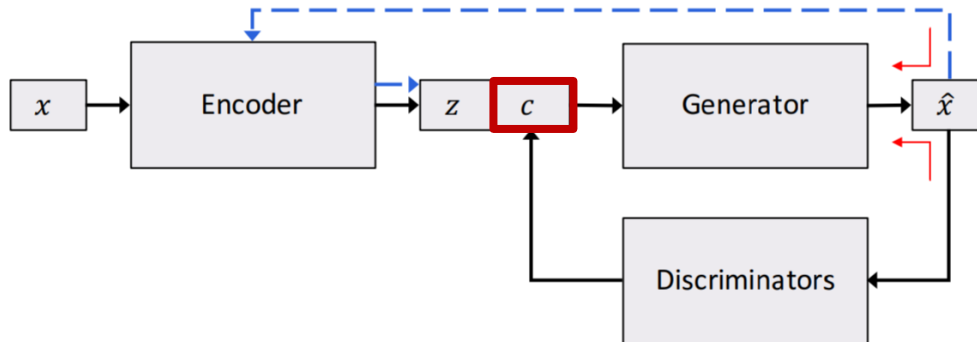 x
Encoder
z
c
Generator
x̂
Discriminators